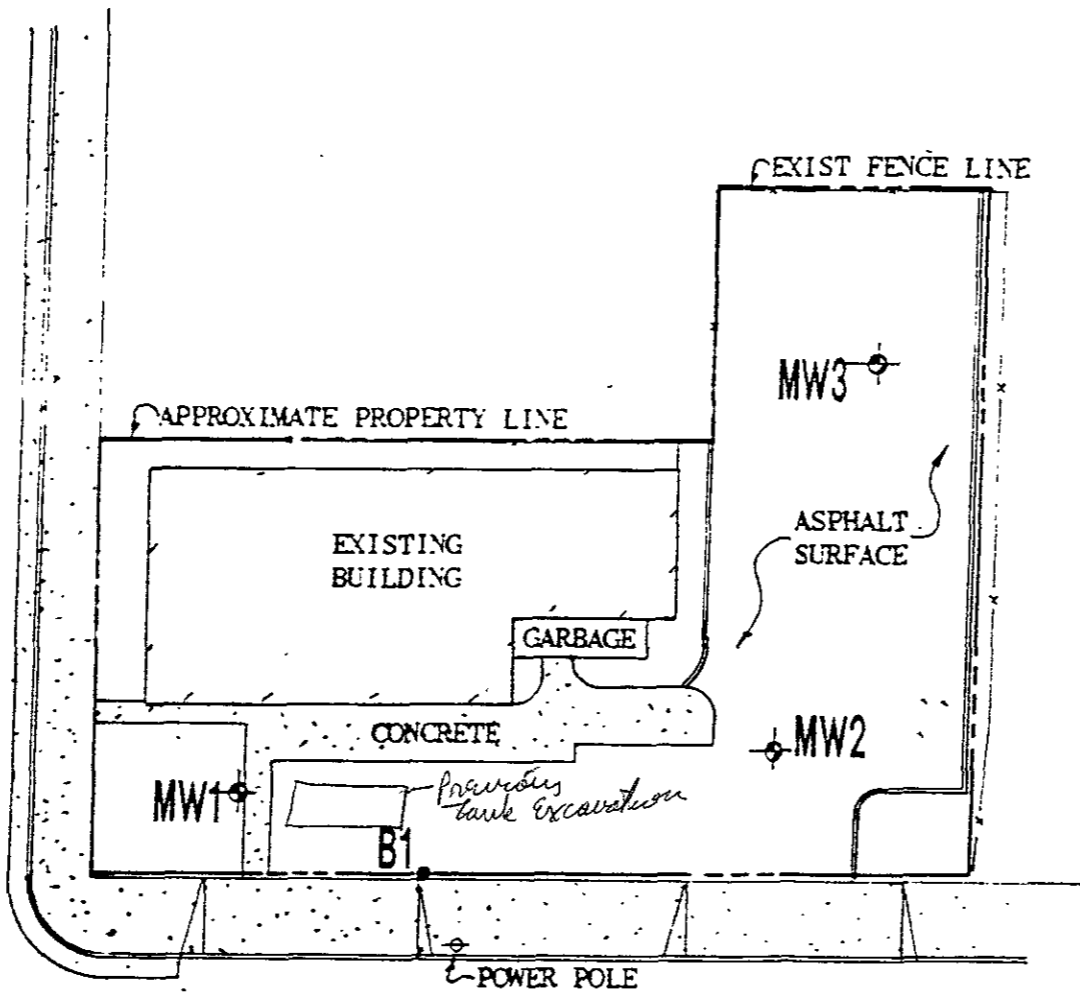 EXIST FENCE LINE
MW3
APPROXIMATE PROPERTY LINE
ASPHALT
SURFACE
EXISTING
BUILDING
GARBAGE
CONCRETE
MW2
MW1
Previous
Tank Excavation
B1
POWER POLE